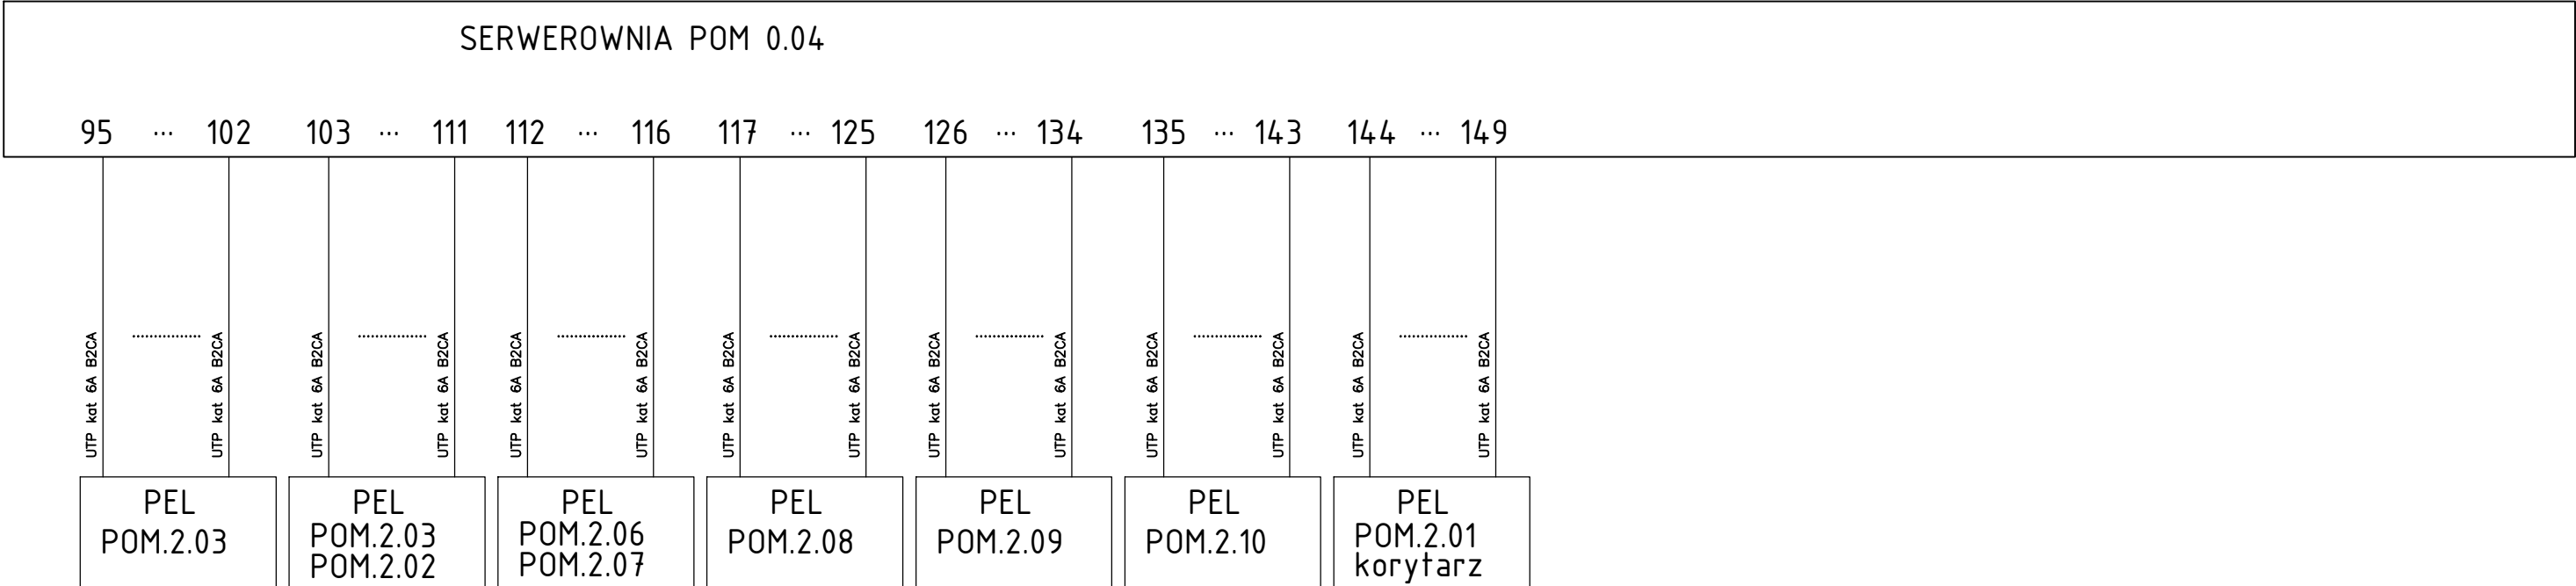 SERWEROWNIA POM 0.04
95 ... 102 103 ... 111 112 ... 116 117 ... 125 126 ... 134 135 ... 143 144 ... 149
UTP kat 6A B2CA
UTP kat 6A B2CA
UTP kat 6A B2CA
UTP kat 6A B2CA
UTP kat 6A B2CA
UTP kat 6A B2CA
UTP kat 6A B2CA
UTP kat 6A B2CA
UTP kat 6A B2CA
UTP kat 6A B2CA
UTP kat 6A B2CA
UTP kat 6A B2CA
UTP kat 6A B2CA
UTP kat 6A B2CA
PEL
POM.2.03
PEL
POM.2.03
POM.2.02
PEL
POM.2.06
POM.2.07
PEL
POM.2.08
PEL
POM.2.09
PEL
POM.2.10
PEL
POM.2.01
korytarz